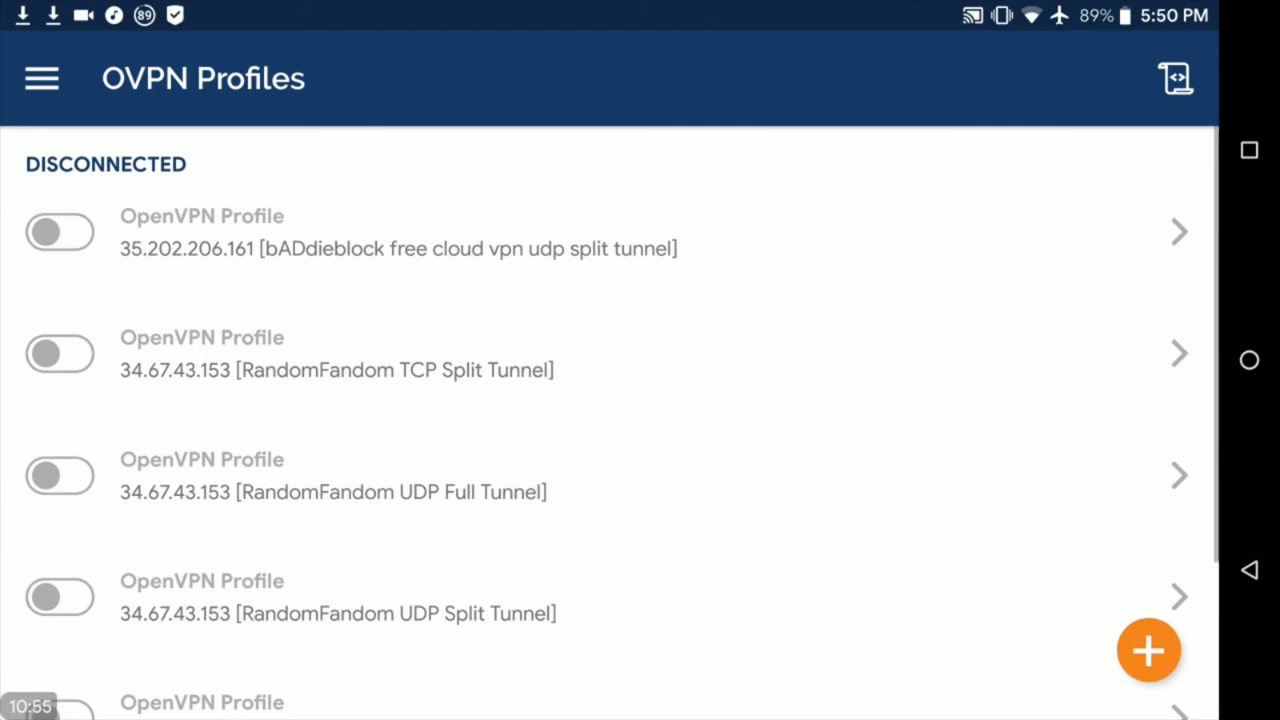 89
89% 5:50 PM
OVPN Profiles
DISCONNECTED
OpenVPN Profile
35.202.206.161 [bADdieblock free cloud vpn udp split tunnel]
OpenVPN Profile
34.67.43.153 [RandomFandom TCP Split Tunnel]
OpenVPN Profile
34.67.43.153 [RandomFandom UDP Full Tunnel]
OpenVPN Profile
34.67.43.153 [RandomFandom UDP Split Tunnel]
OpenVPN Profile
10:55